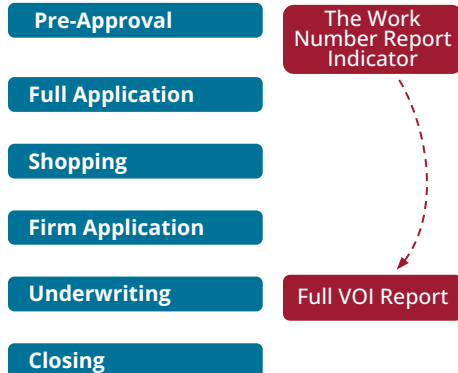 Pre-Approval
The Work
Number Report
Indicator
Full Application
Shopping
Firm Application
Underwriting
Full VOI Report
Closing